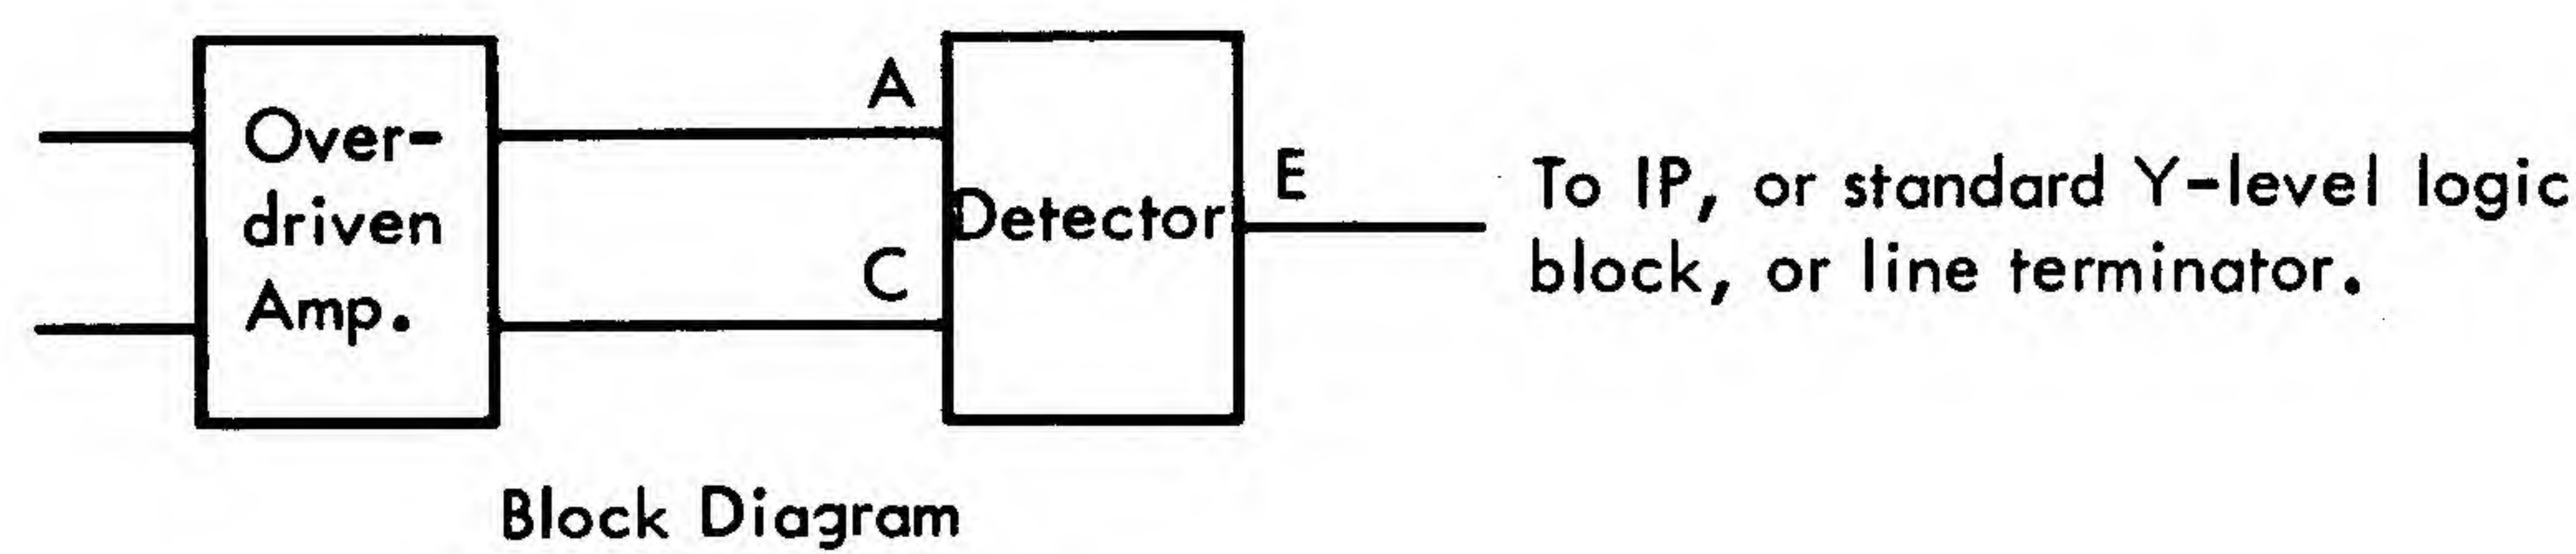 Over-
driven
Amp.
A
C
Detector
E
To IP, or standard Y-level logic
block, or line terminator.
Block Diagram